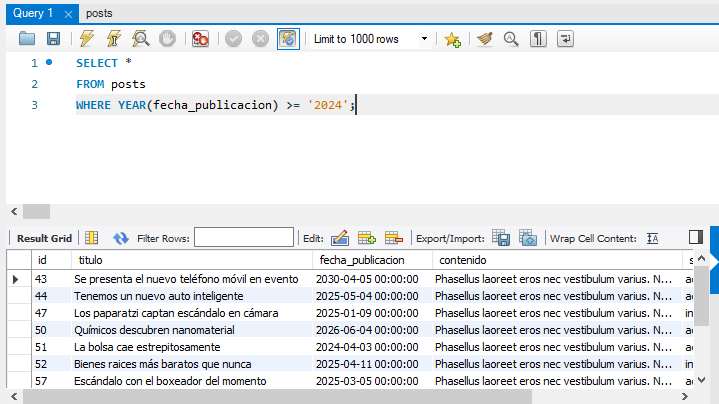 Query 1 posts
Limit to 1000 rows
1 SELECT *
2 FROM posts
3 WHERE YEAR(fecha_publicacion) >= '2024';
Result Grid Filter Rows: Edit: Export/Import: Wrap Cell Content:
id titulo fecha_publicacion contenido
43 Se presenta el nuevo teléfono móvil en evento 2030-04-05 00:00:00 Phasellus laoreet eros nec vestibulum varius. N...
44 Tenemos un nuevo auto inteligente 2025-05-04 00:00:00 Phasellus laoreet eros nec vestibulum varius. N...
47 Los paparatzi captan escándalo en cámara 2025-01-09 00:00:00 Phasellus laoreet eros nec vestibulum varius. N...
50 Químicos descubren nanomaterial 2026-06-04 00:00:00 Phasellus laoreet eros nec vestibulum varius. N...
51 La bolsa cae estrepitosamente 2024-04-03 00:00:00 Phasellus laoreet eros nec vestibulum varius. N...
52 Bienes raices más baratos que nunca 2025-04-11 00:00:00 Phasellus laoreet eros nec vestibulum varius. N...
57 Escándalo con el boxeador del momento 2025-03-05 00:00:00 Phasellus laoreet eros nec vestibulum varius. N...